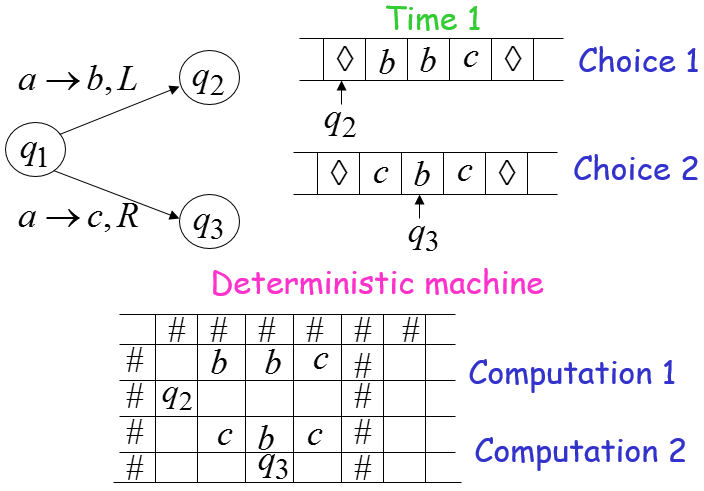 Time 1
a → b, L
q2
◊ b b c ◊
Choice 1
q2
q1
◊ c b c ◊
Choice 2
a → c, R
q3
q3
Deterministic machine
# # # # # #
# b b c #
Computation 1
# q2 #
# c b c #
Computation 2
# q3 #